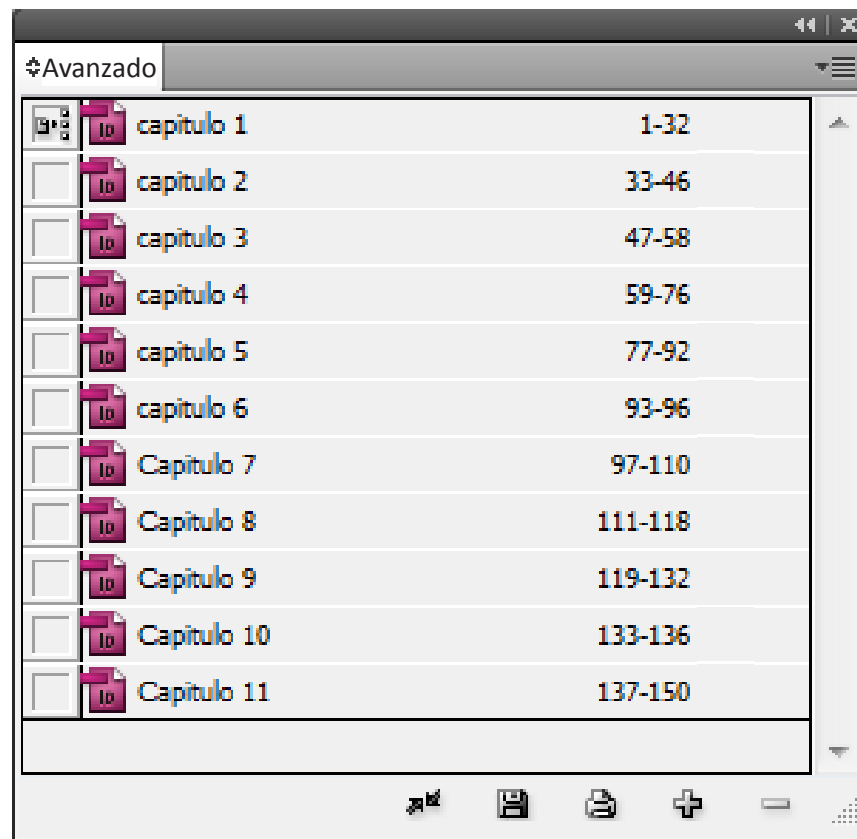 Avanzado
capitulo 1 1-32
capitulo 2 33-46
capitulo 3 47-58
capitulo 4 59-76
capitulo 5 77-92
capitulo 6 93-96
Capitulo 7 97-110
Capitulo 8 111-118
Capitulo 9 119-132
Capitulo 10 133-136
Capitulo 11 137-150